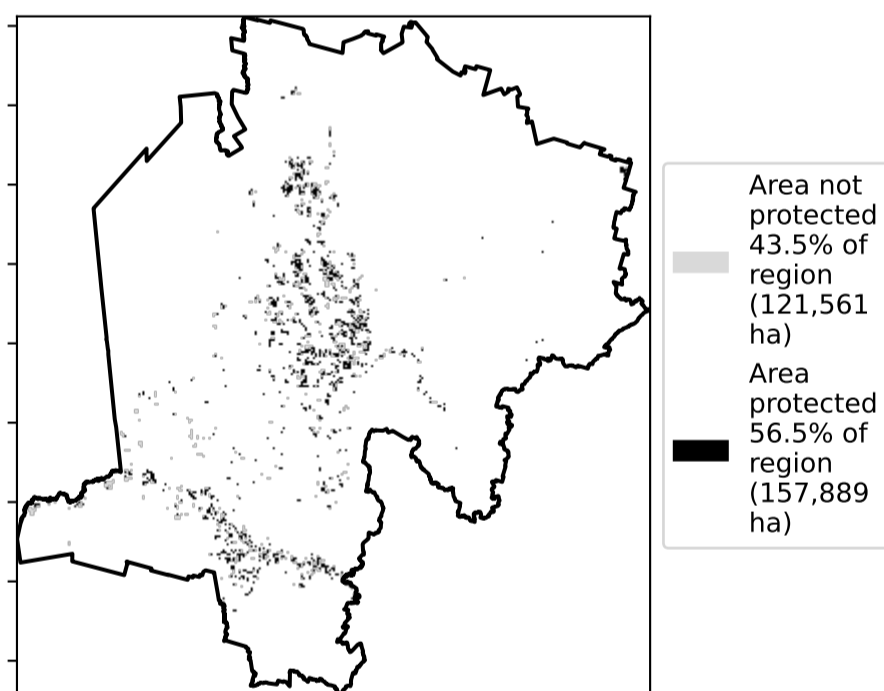 Area not
protected
43.5% of
region
(121,561
ha)
Area
protected
56.5% of
region
(157,889
ha)